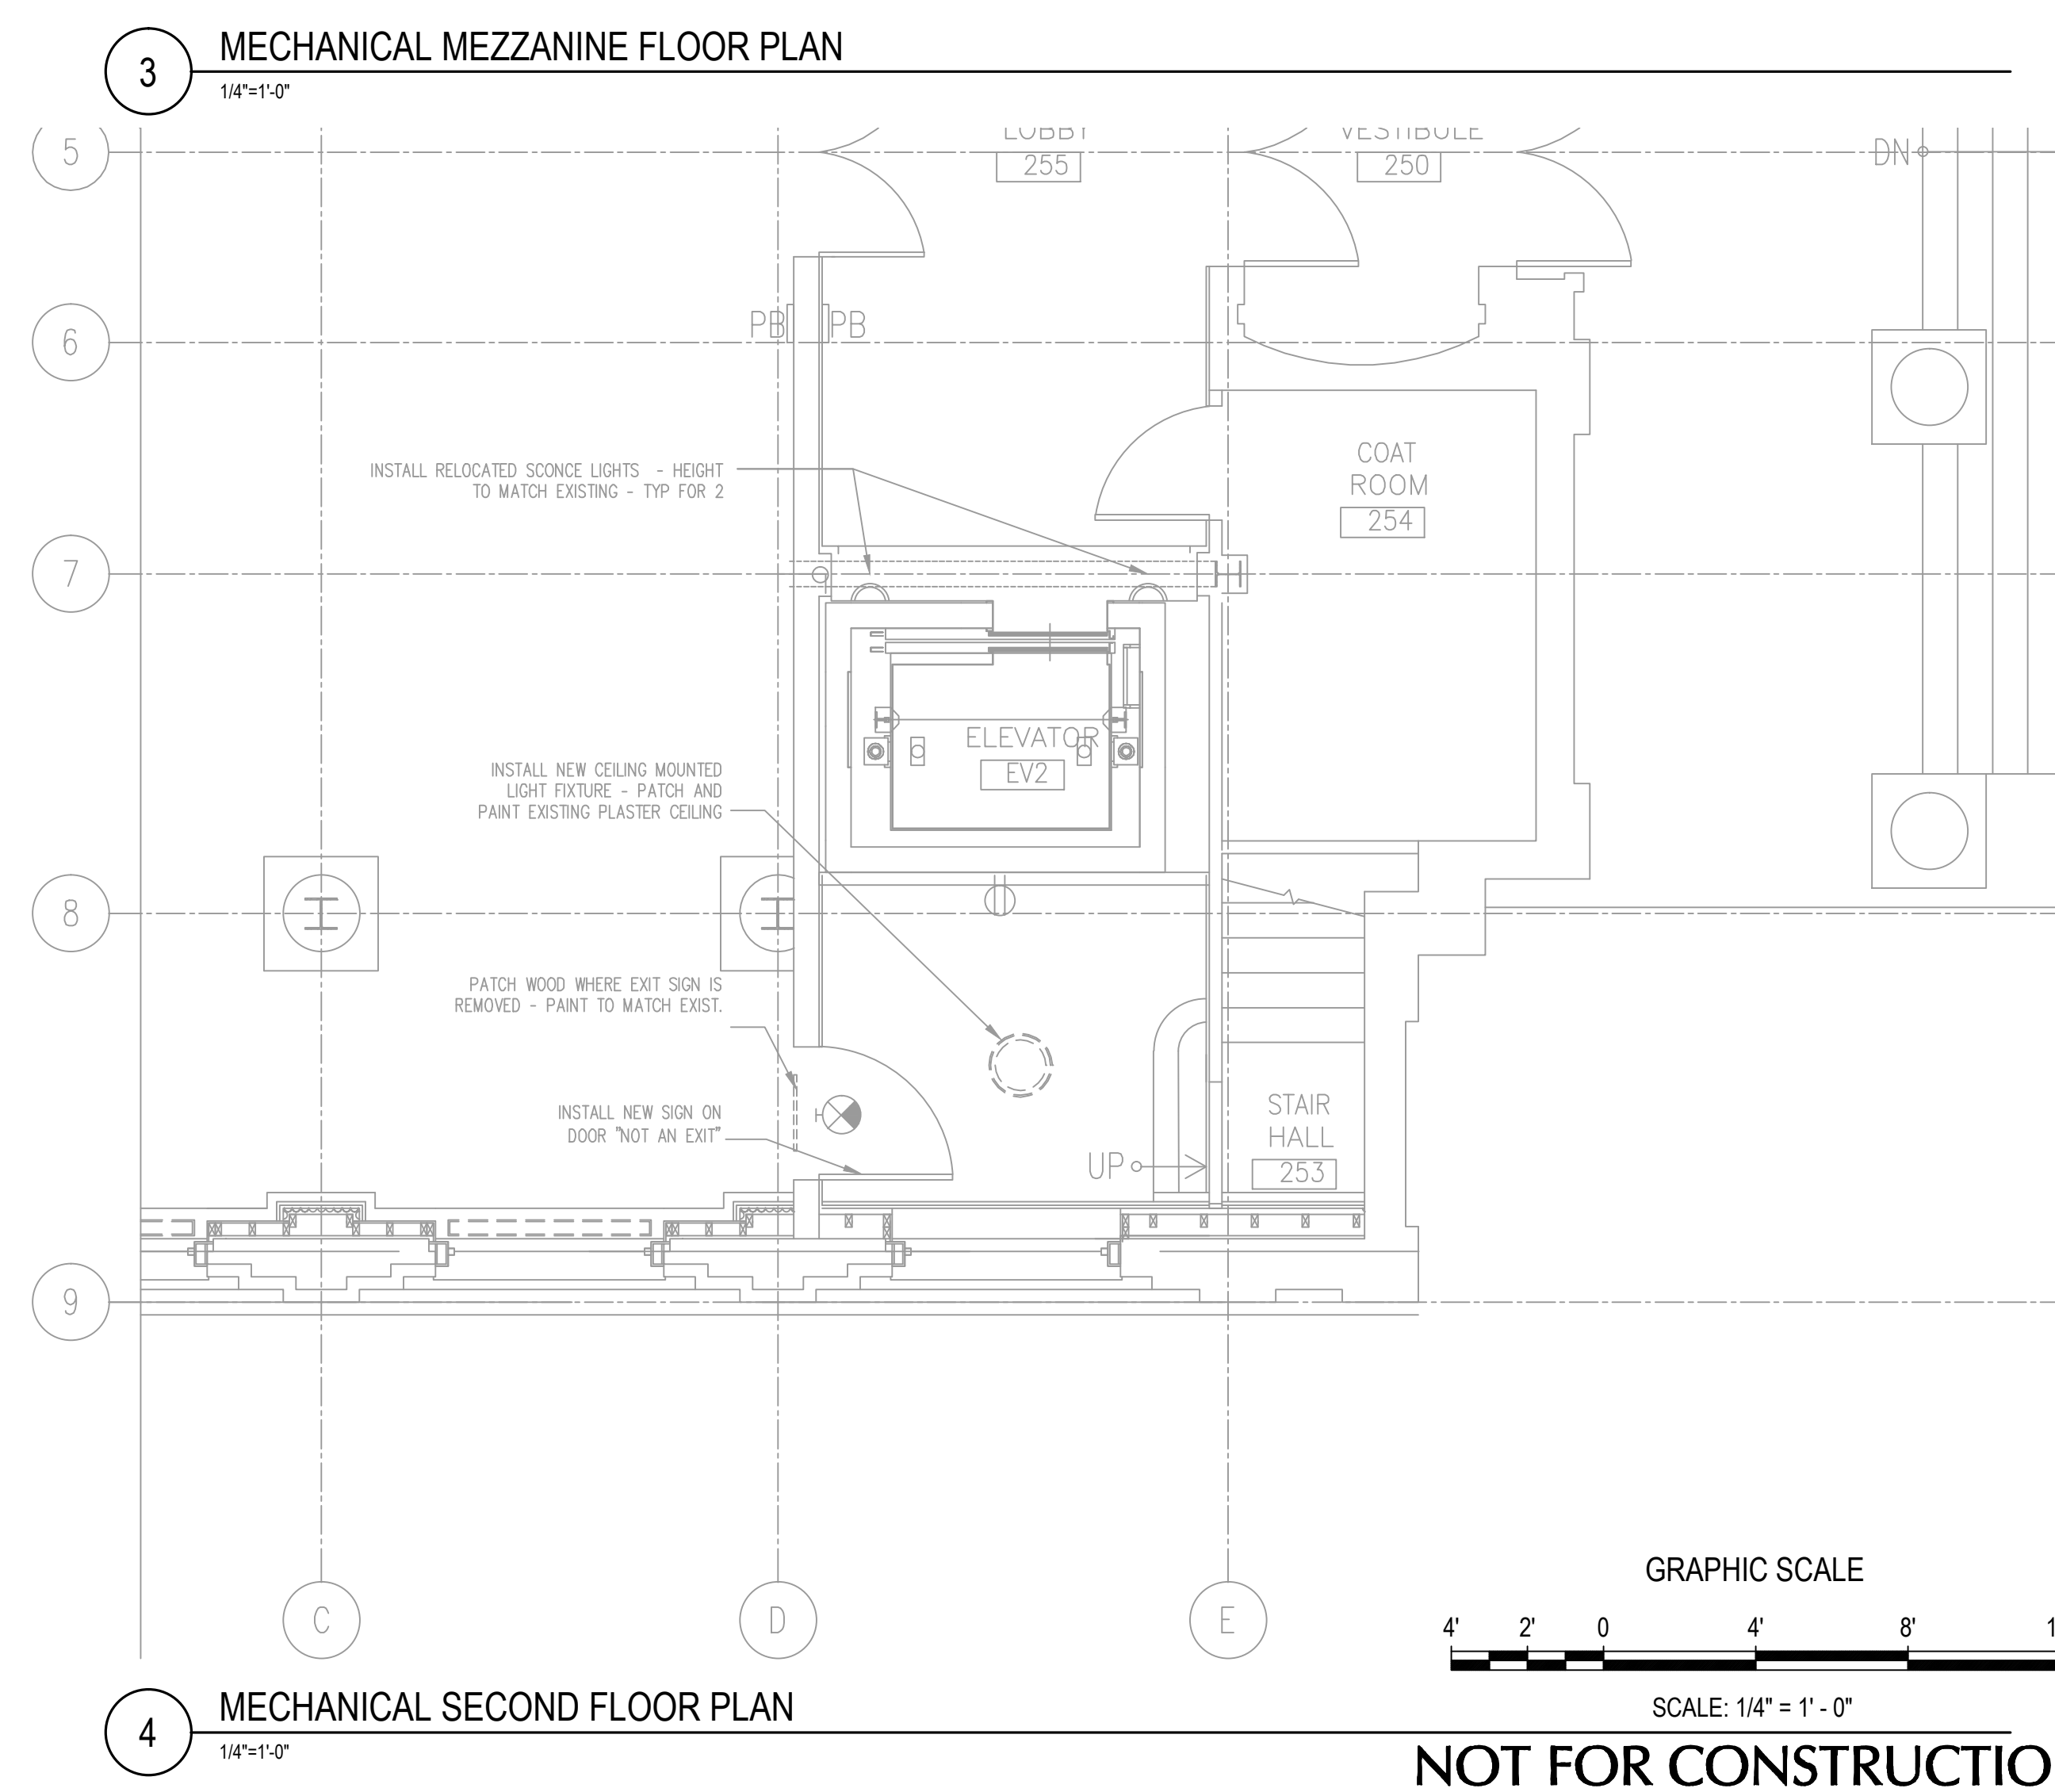 3
MECHANICAL MEZZANINE FLOOR PLAN
1/4"=1'-0"
LOBBY
255
VESTIBULE
250
DN
5
6
PB
PB
COAT
ROOM
254
INSTALL RELOCATED SCONCE LIGHTS - HEIGHT
TO MATCH EXISTING - TYP FOR 2
7
ELEVATOR
EV2
INSTALL NEW CEILING MOUNTED
LIGHT FIXTURE - PATCH AND
PAINT EXISTING PLASTER CEILING
8
PATCH WOOD WHERE EXIT SIGN IS
REMOVED - PAINT TO MATCH EXIST.
INSTALL NEW SIGN ON
DOOR "NOT AN EXIT"
STAIR
HALL
253
UP
9
C
D
E
GRAPHIC SCALE
4' 2' 0 4' 8' 1
SCALE: 1/4" = 1' - 0"
4
MECHANICAL SECOND FLOOR PLAN
1/4"=1'-0"
NOT FOR CONSTRUCTIO